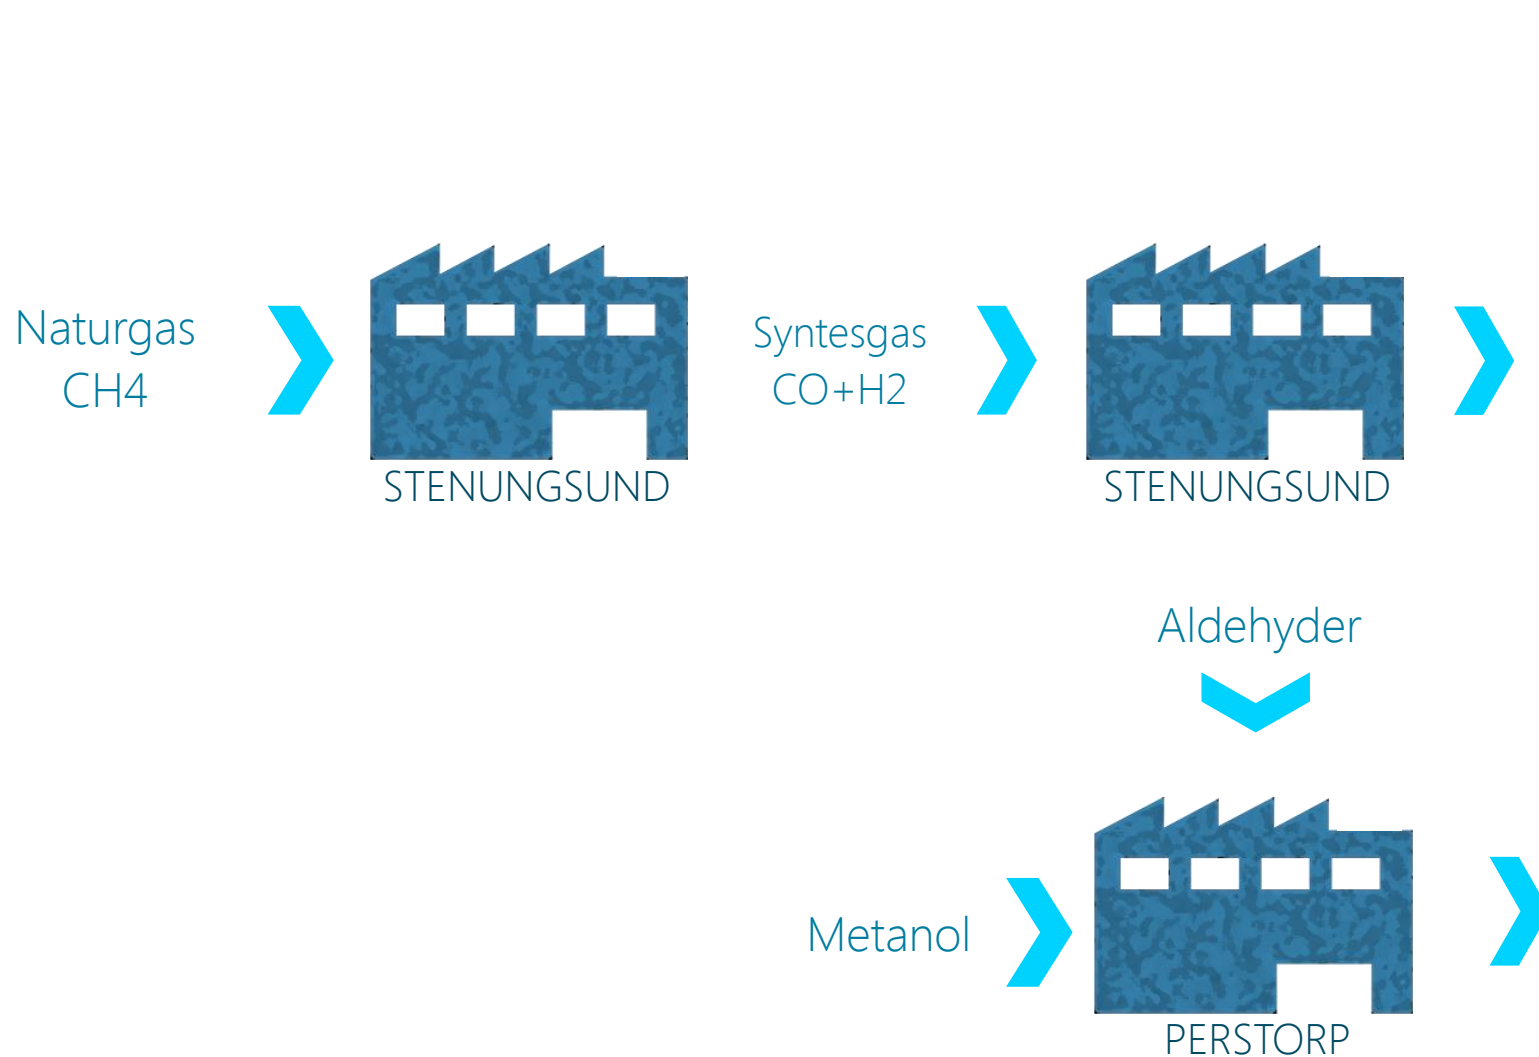 Naturgas
CH4
STENUNGSUND
Syntesgas
CO+H2
STENUNGSUND
Aldehyder
Metanol
PERSTORP